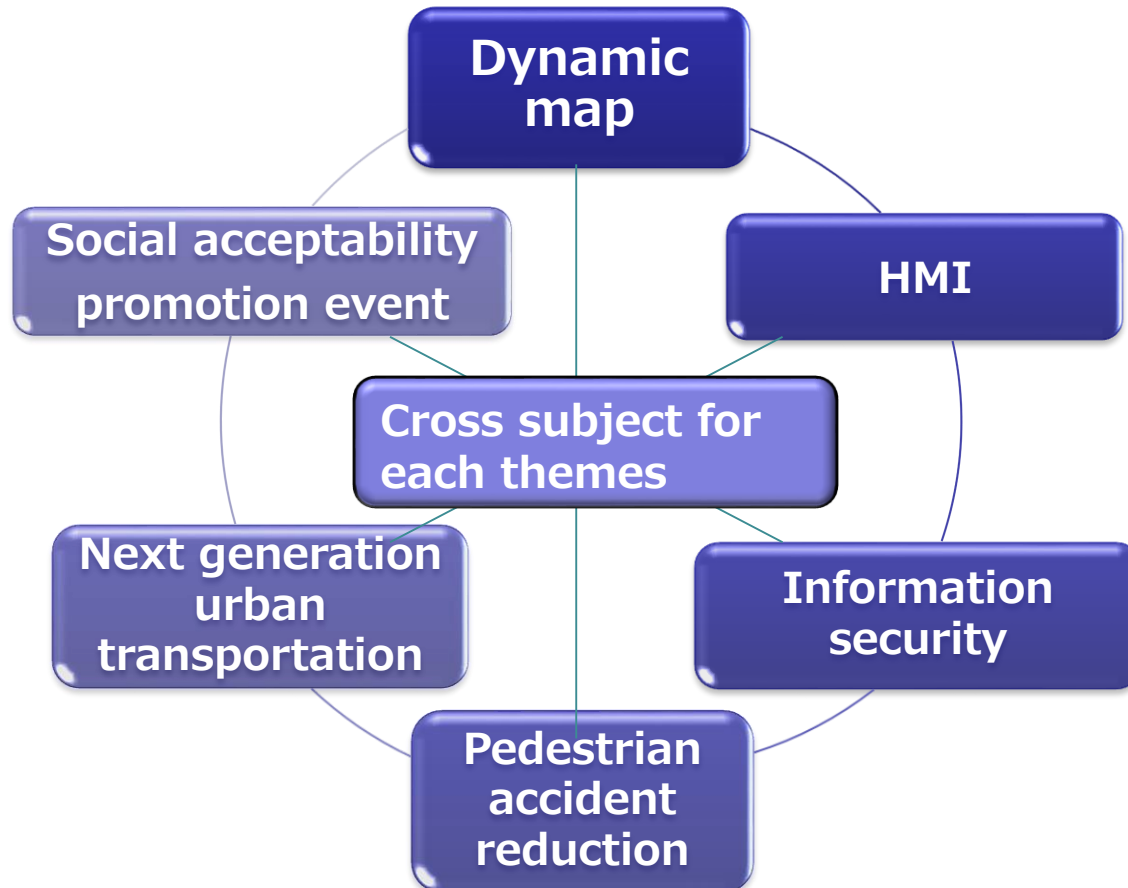 Dynamic
map
Social acceptability
promotion event
HMI
Cross subject for
each themes
Next generation
urban
transportation
Information
security
Pedestrian
accident
reduction